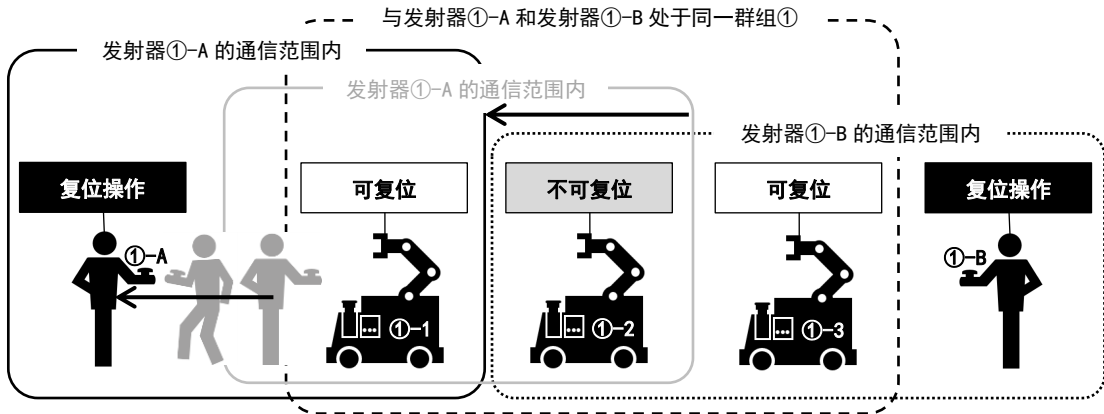 与发射器①-A 和发射器①-B 处于同一群组①
发射器①-A 的通信范围内
发射器①-A 的通信范围内
发射器①-B 的通信范围内
复位操作
可复位
不可复位
可复位
复位操作
①-A
①-B
①-1
①-2
①-3